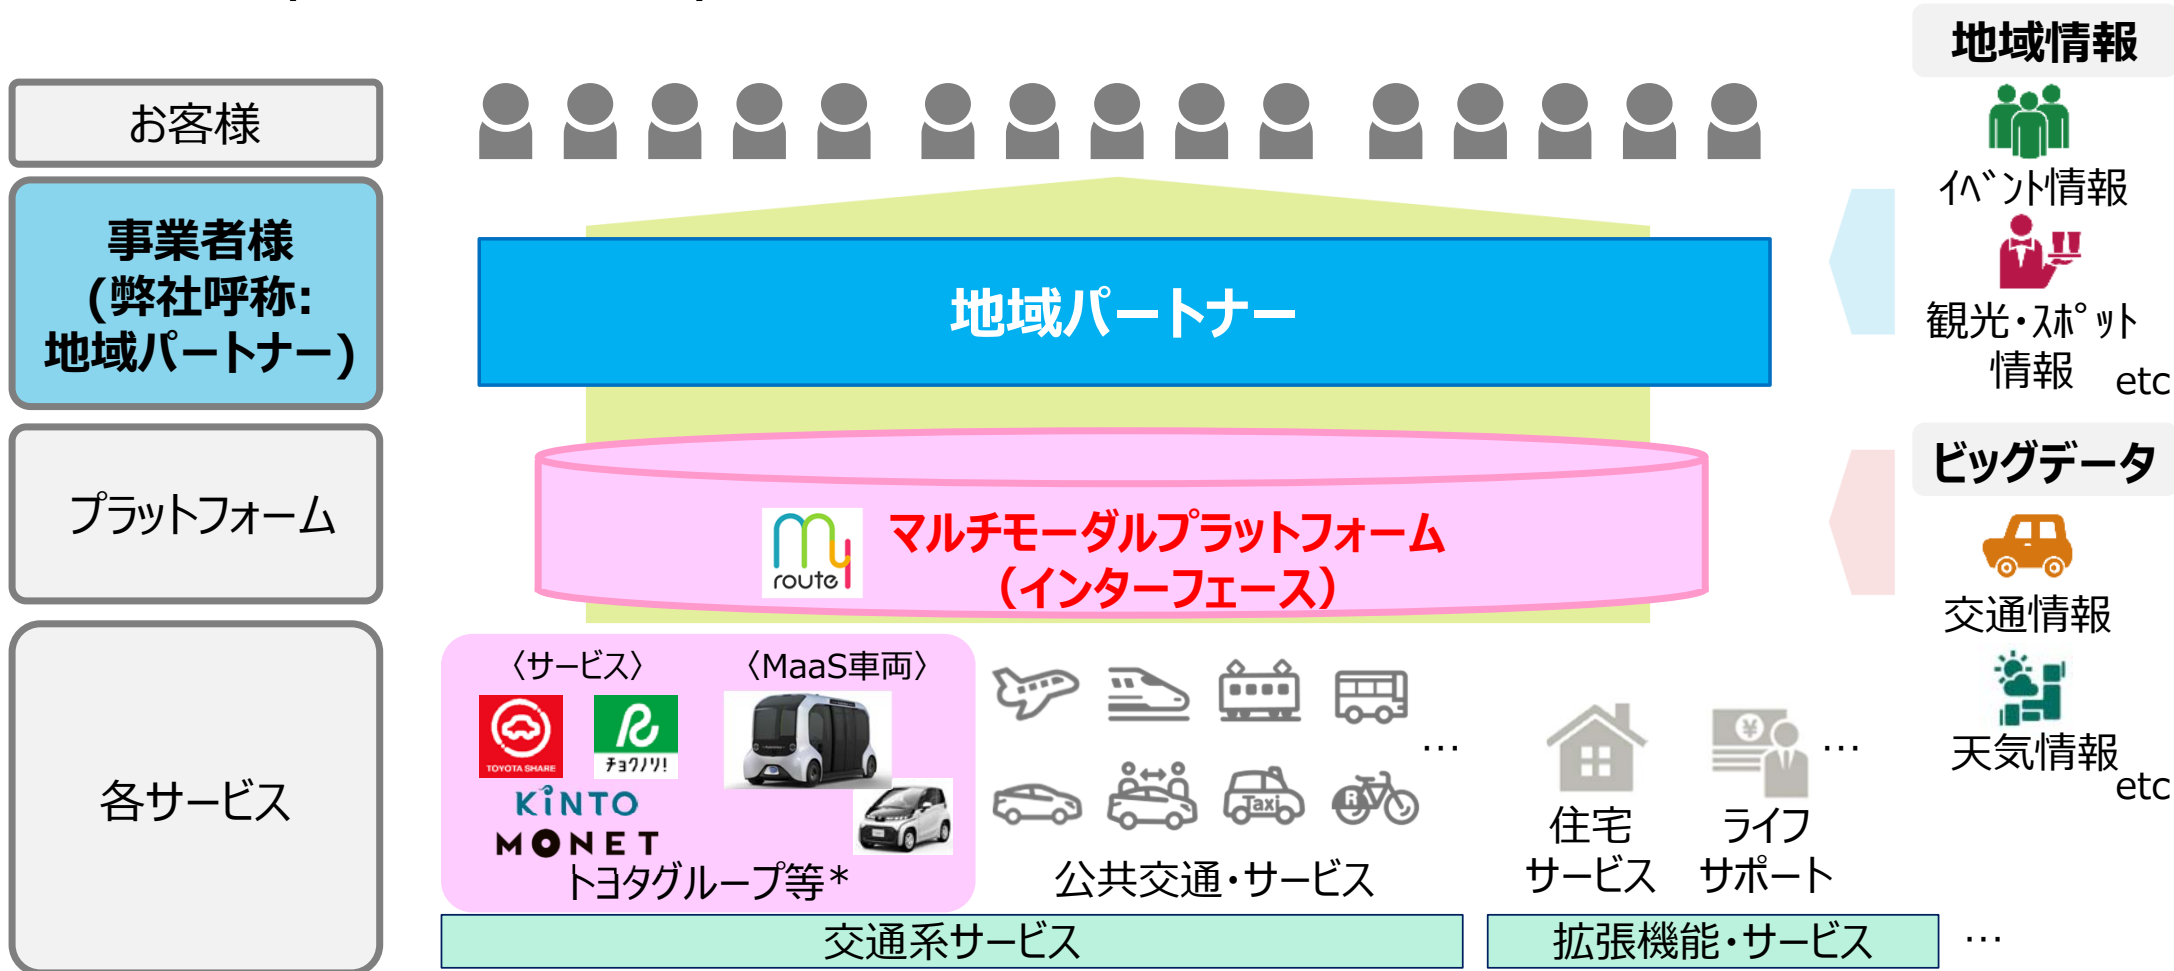 地域情報
お客様
イベント情報
事業者様
(弊社呼称:
地域パートナー)
地域パートナー
観光・スポット
情報 etc
ビッグデータ
プラットフォーム
my route
マルチモーダルプラットフォーム
（インターフェース）
交通情報
〈サービス〉 〈MaaS車両〉
TOYOTA SHARE
チョクノリ!
KINTO
MONET
トヨタグループ等*
各サービス
Taxi
R
公共交通・サービス
…
¥
…
住宅
サービス
ライフ
サポート
天気情報
etc
交通系サービス
拡張機能・サービス
…